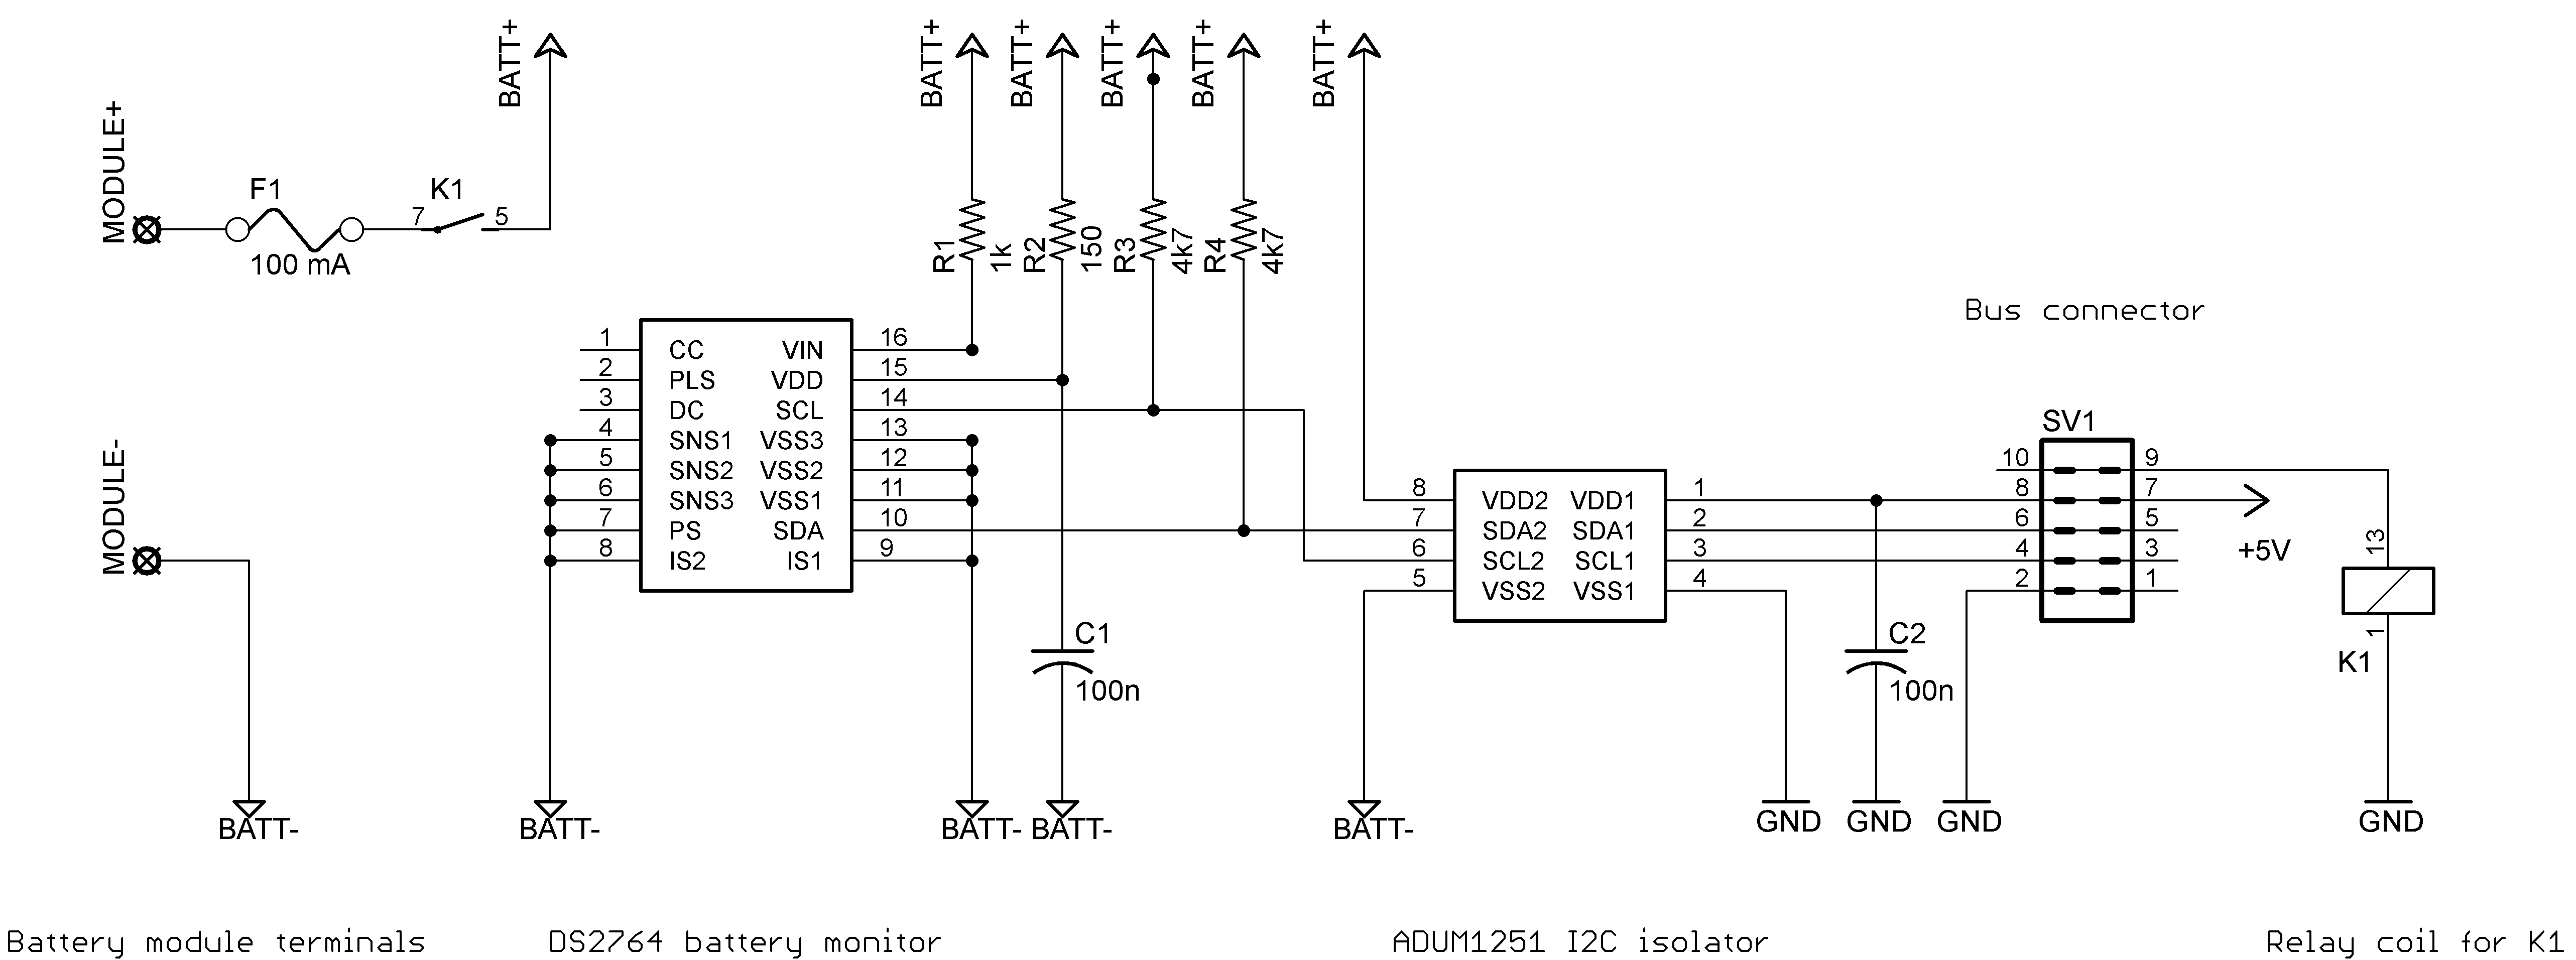 BATT+
BATT+
BATT+
BATT+
BATT+
BATT+
MODULE+
F1
100 mA
K1
7
5
R1
1k
R2
150
R3
4k7
R4
4k7
MODULE-
1 CC VIN 16
2 PLS VDD 15
3 DC SCL 14
4 SNS1 VSS3 13
5 SNS2 VSS2 12
6 SNS3 VSS1 11
7 PS SDA 10
8 IS2 IS1 9
Bus connector
SV1
10 9
8 7
6 5
4 3
2 1
8 VDD2 VDD1 1
7 SDA2 SDA1 2
6 SCL2 SCL1 3
5 VSS2 VSS1 4
+5V
13
1
K1
C1
100n
C2
100n
BATT-
BATT-
BATT-
BATT-
BATT-
GND
GND
GND
GND
Battery module terminals
DS2764 battery monitor
ADUM1251 I2C isolator
Relay coil for K1